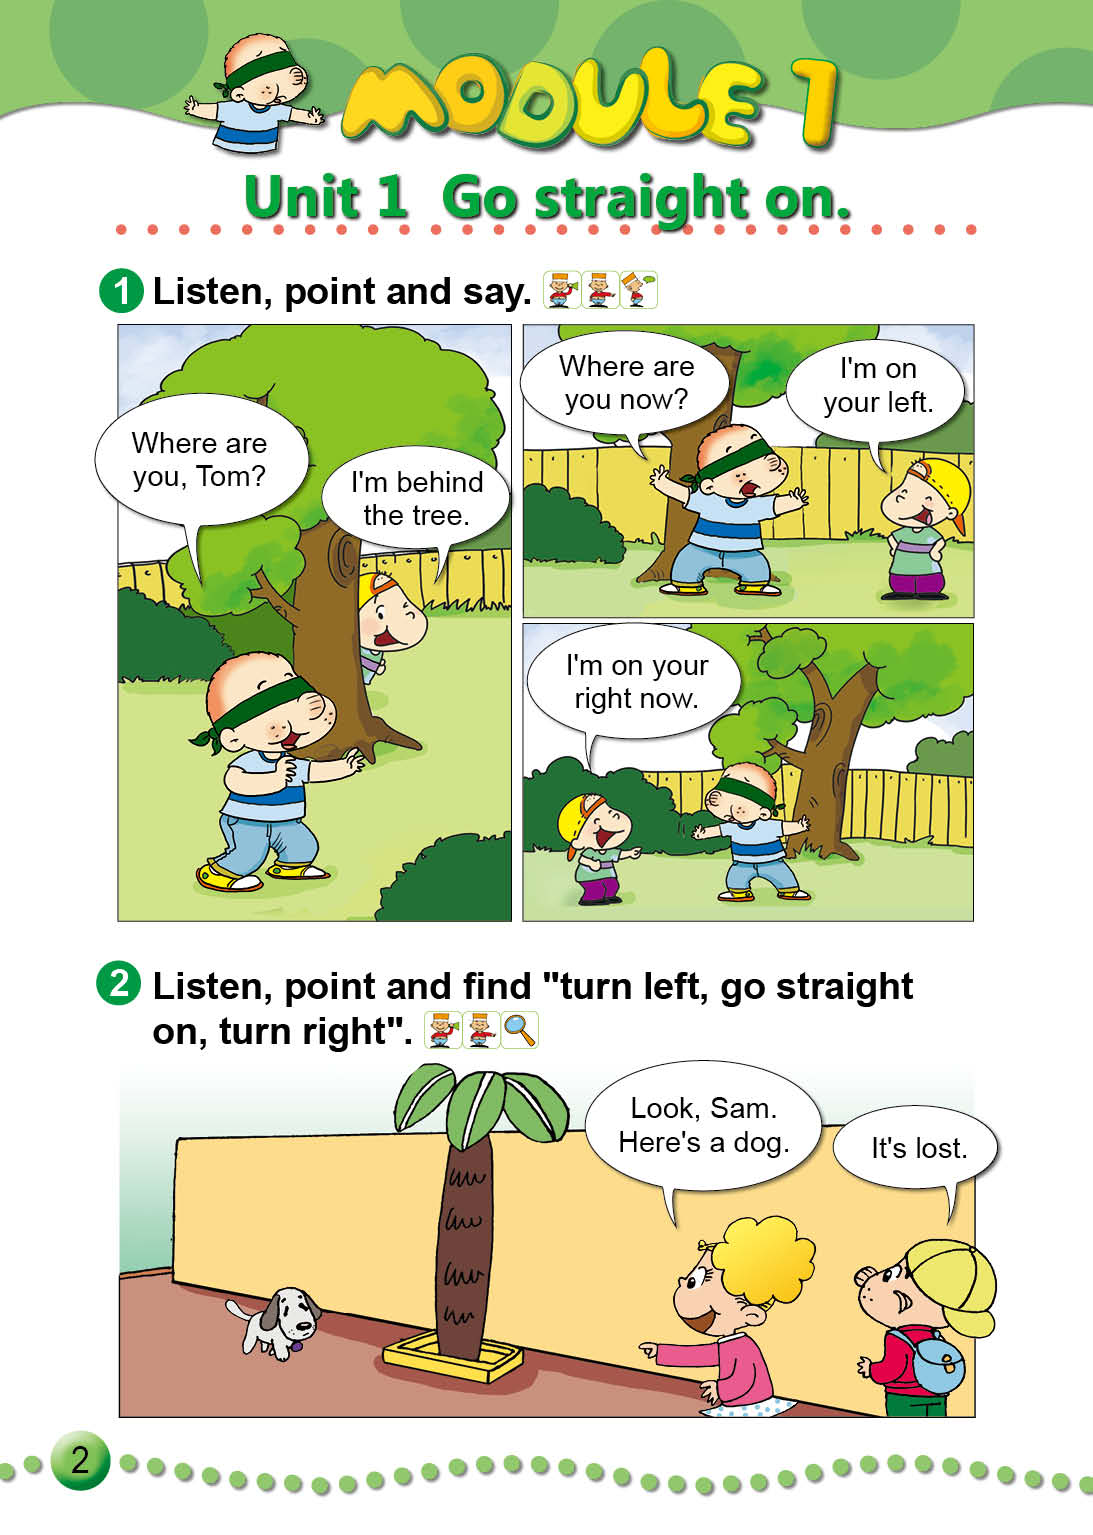 MODULE 1
Unit 1 Go straight on.
1 Listen, point and say.
Where are
you, Tom?
I'm behind
the tree.
Where are
you now?
I'm on
your left.
I'm on your
right now.
2 Listen, point and find "turn left, go straight
on, turn right".
Look, Sam.
Here's a dog.
It's lost.
2